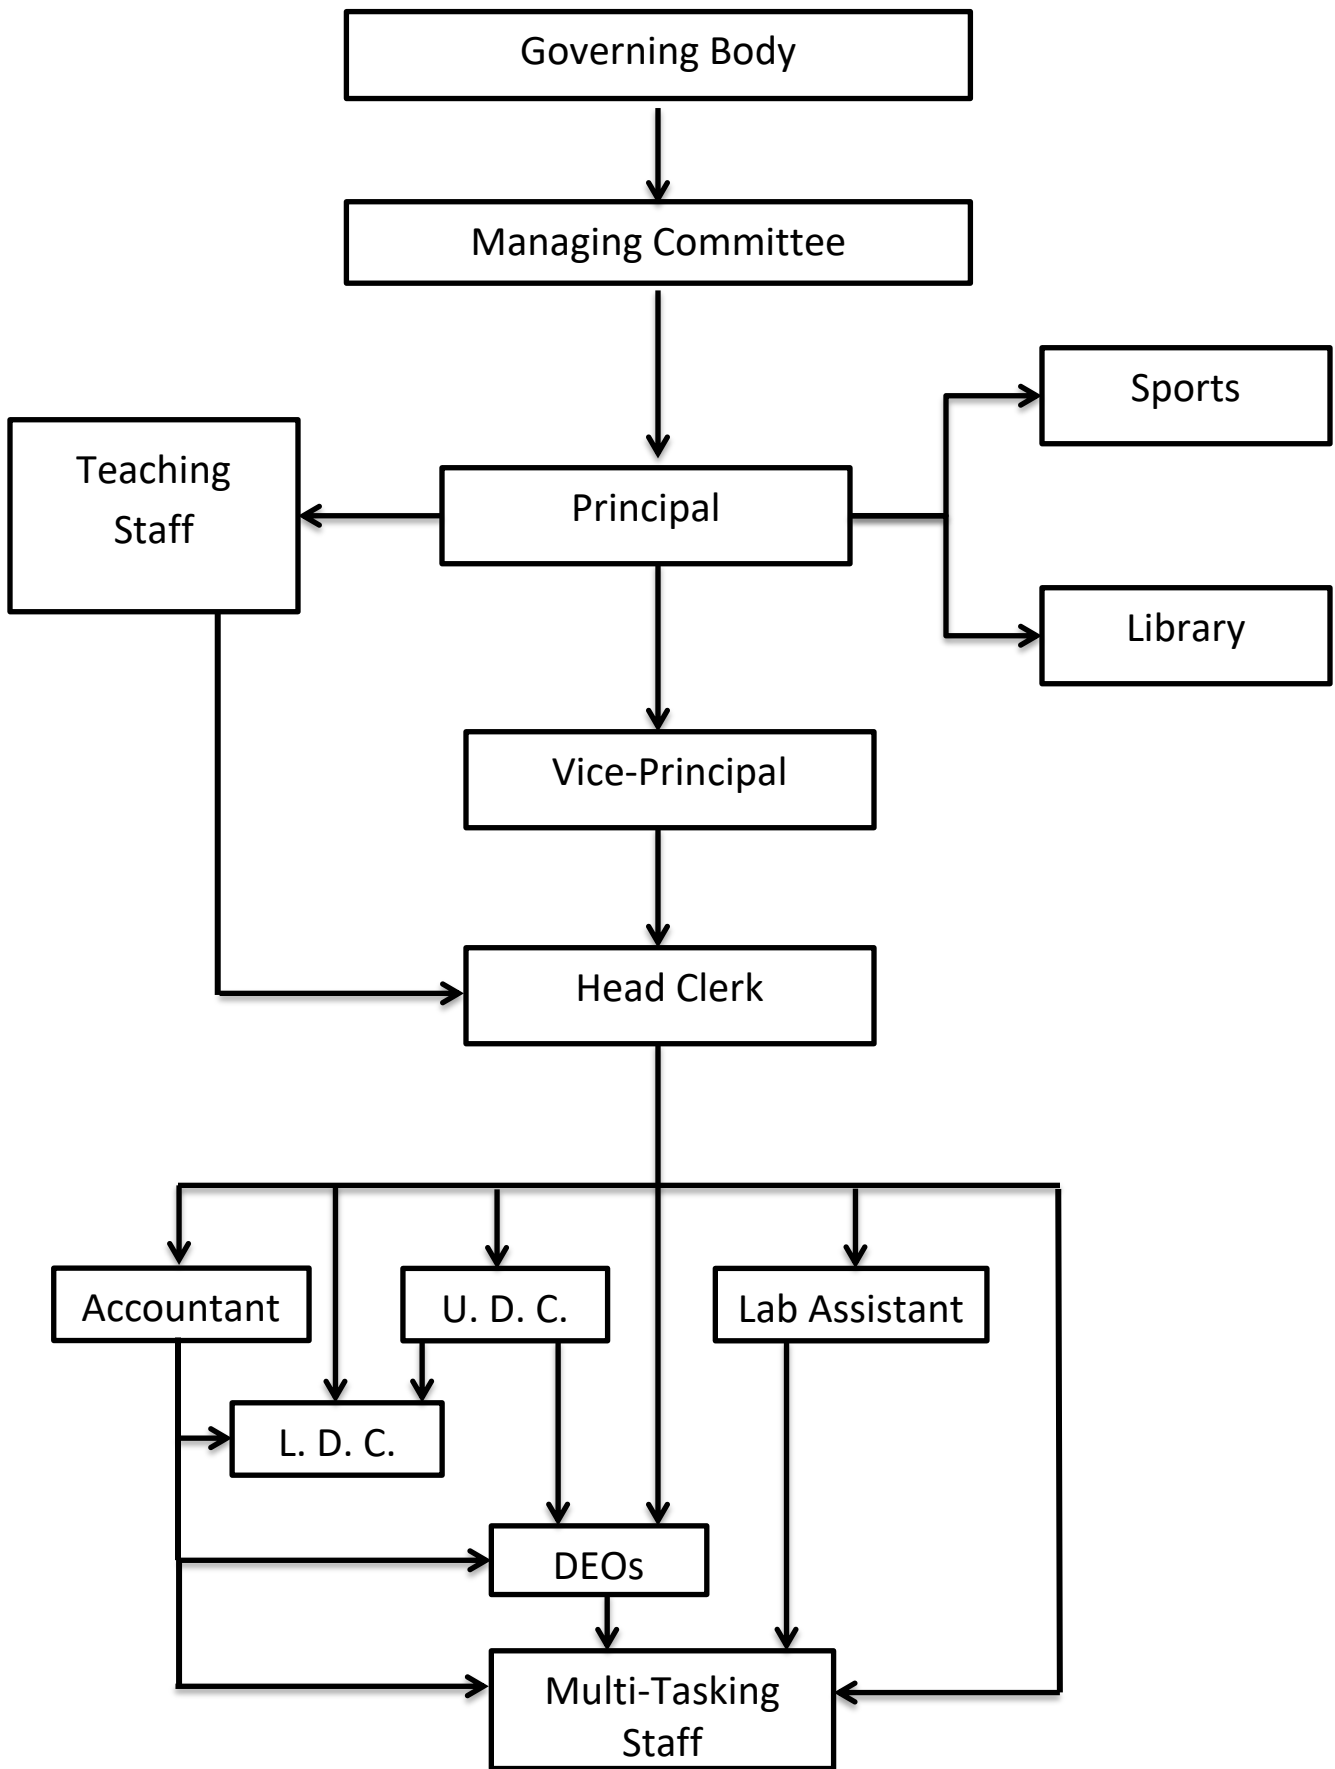 Governing Body
Managing Committee
Sports
Teaching
Staff
Principal
Library
Vice-Principal
Head Clerk
Accountant
U. D. C.
Lab Assistant
L. D. C.
DEOs
Multi-Tasking
Staff